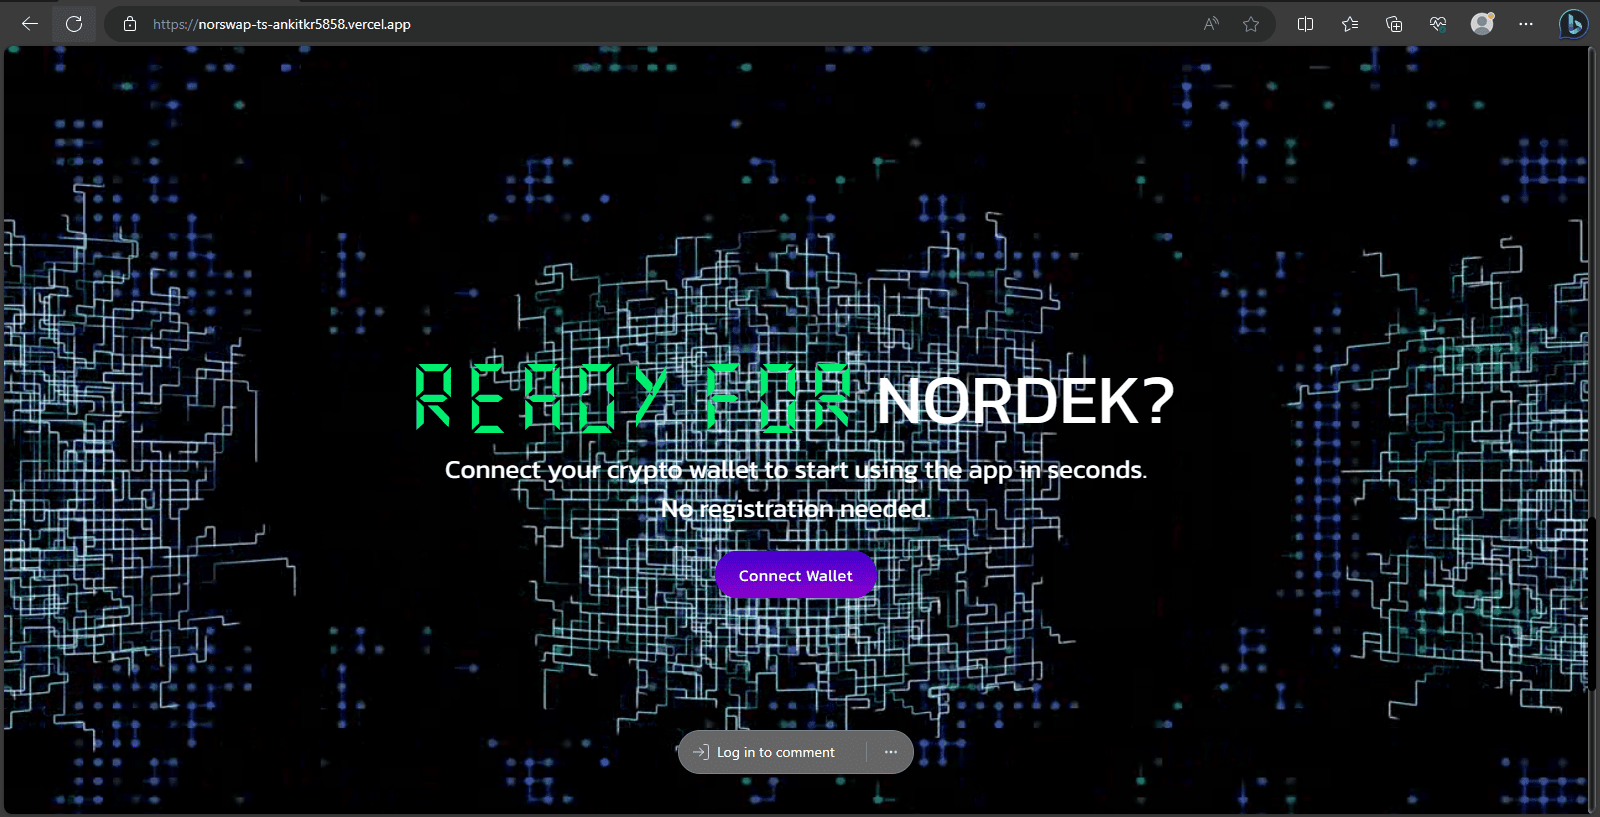 https://norswap-ts-ankitkr5858.vercel.app
READY FOR NORDEK?
Connect your crypto wallet to start using the app in seconds.
No registration needed.
Connect Wallet
Log in to comment